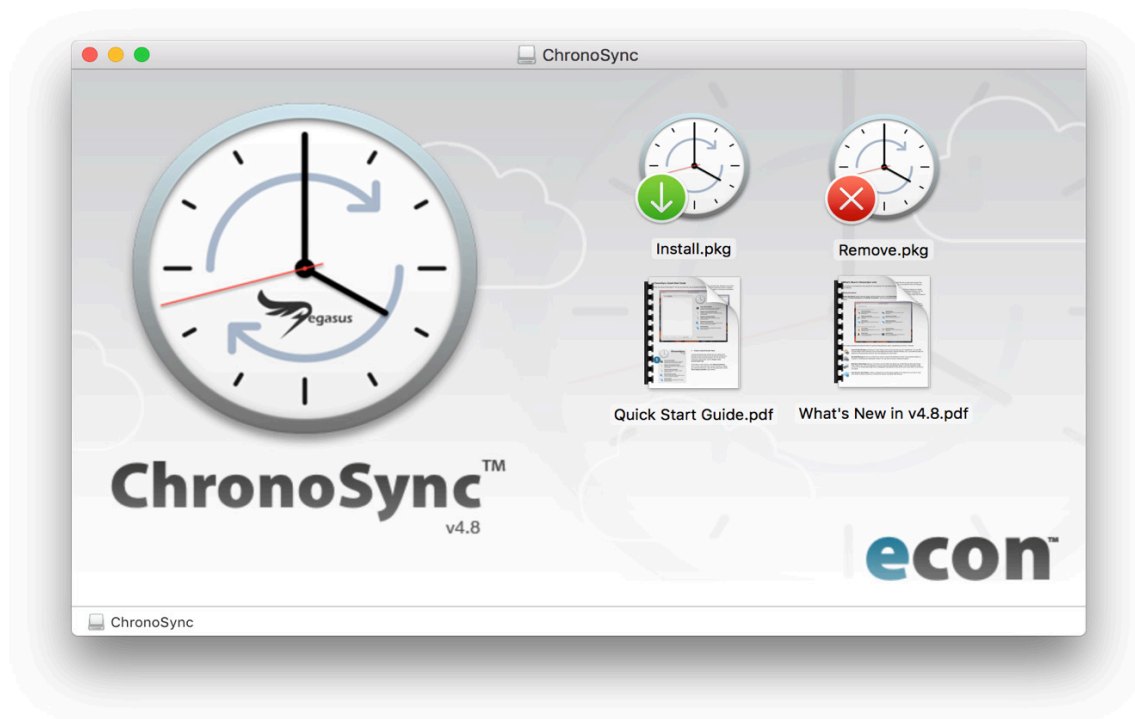 ChronoSync
egasus
ChronoSync™
v4.8
Install.pkg
Remove.pkg
Quick Start Guide.pdf
What's New in v4.8.pdf
econ™
ChronoSync